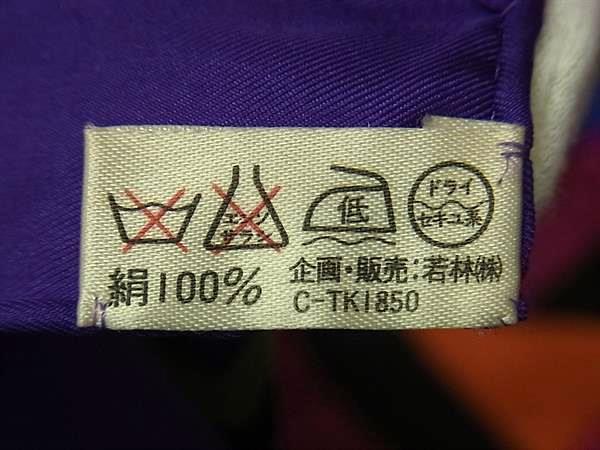 エンソ
サラシ
低
ドライ
セキユ系
絹100%
企画・販売:若林(株)
C-TK1850